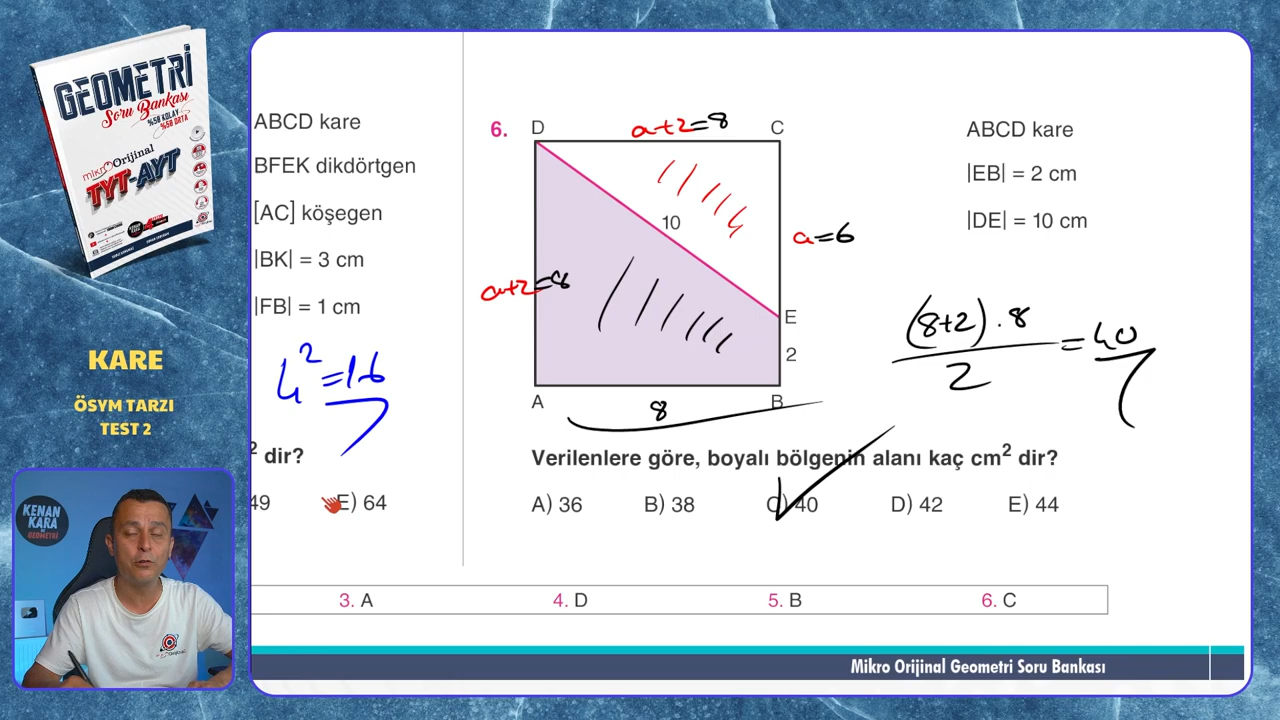 GEOMETRİ
Soru Bankası
%50 KOLAY
%50 ORTA
mikro Orijinal
TYT-AYT
KARE
ÖSYM TARZI
TEST 2
KENAN
KARA
GEOMETRİ
ABCD kare
BFEK dikdörtgen
[AC] köşegen
|BK| = 3 cm
|FB| = 1 cm
4² = 16
² dir?
49 E) 64
6.
D a+2=8 C
10
a=6
a+2=8
E
2
A 8 B
ABCD kare
|EB| = 2 cm
|DE| = 10 cm
(8+2).8 / 2 = 40
Verilenlere göre, boyalı bölgenin alanı kaç cm² dir?
A) 36 B) 38 C) 40 D) 42 E) 44
3. A 4. D 5. B 6. C
Mikro Orijinal Geometri Soru Bankası